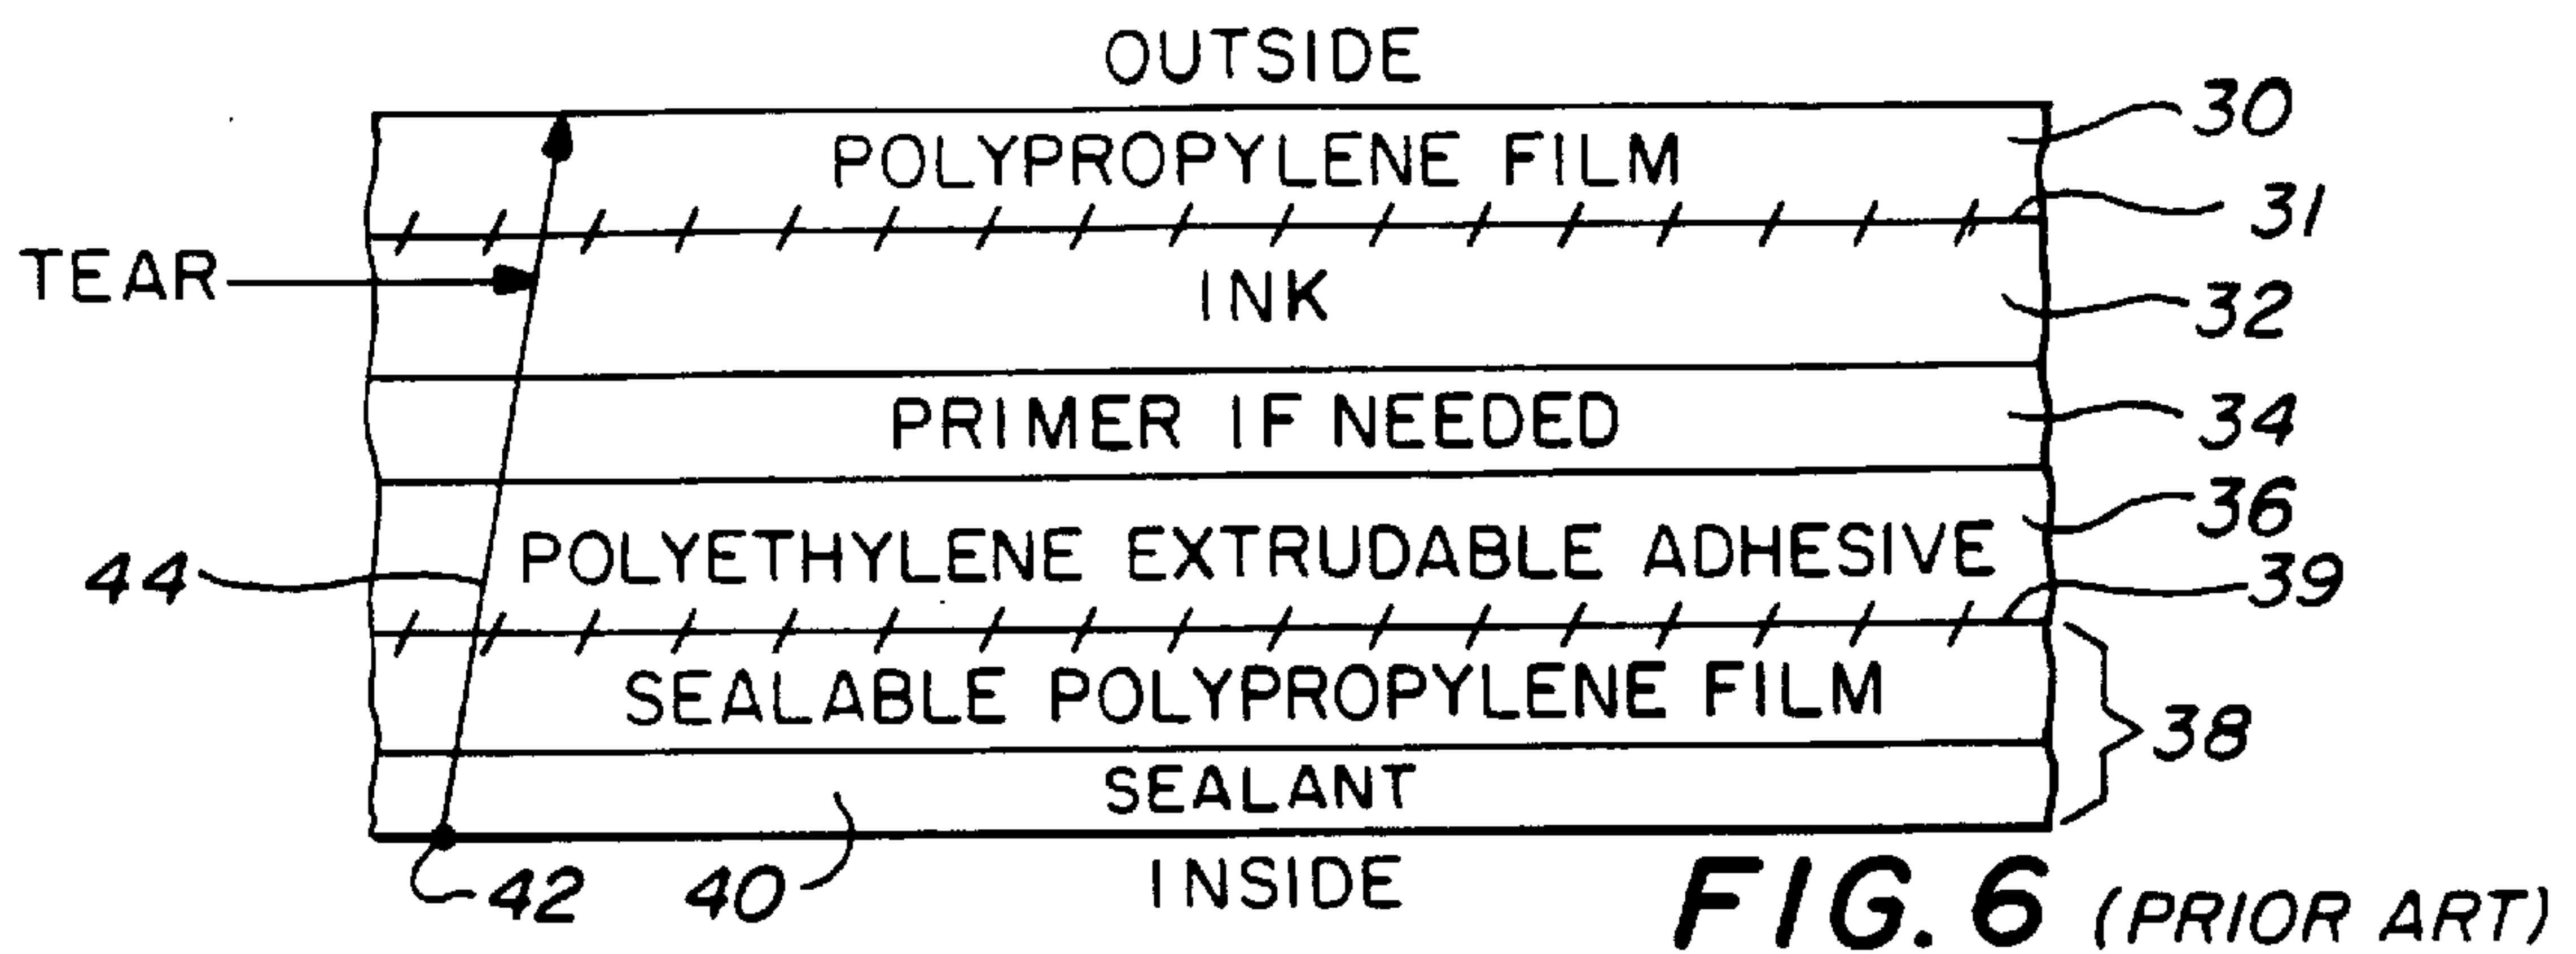 OUTSIDE
POLYPROPYLENE FILM
30
31
TEAR
INK
32
PRIMER IF NEEDED
34
36
POLYETHYLENE EXTRUDABLE ADHESIVE
39
44
SEALABLE POLYPROPYLENE FILM
38
SEALANT
42
40
INSIDE
FIG. 6 (PRIOR ART)